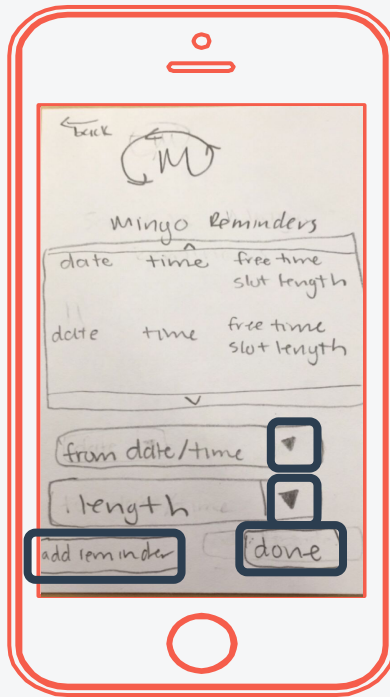 back
M
Mingo Reminders
date time free time
slot length
date time free time
slot length
from date/time
length
add reminder done